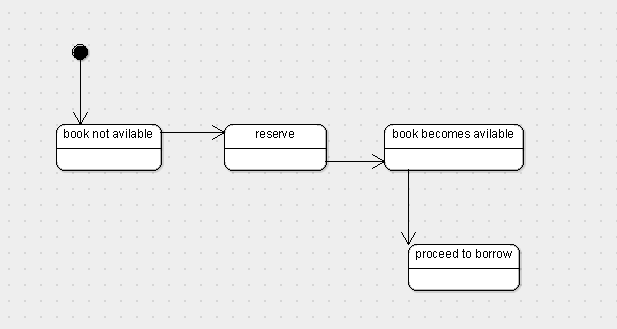 book not avilable
reserve
book becomes avilable
proceed to borrow